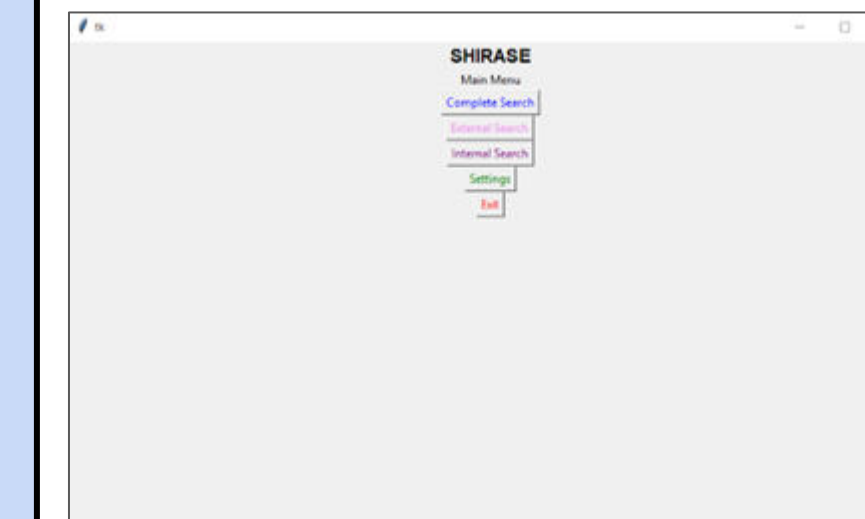 tk
SHIRASE
Main Menu
Complete Search
External Search
Internal Search
Settings
Exit